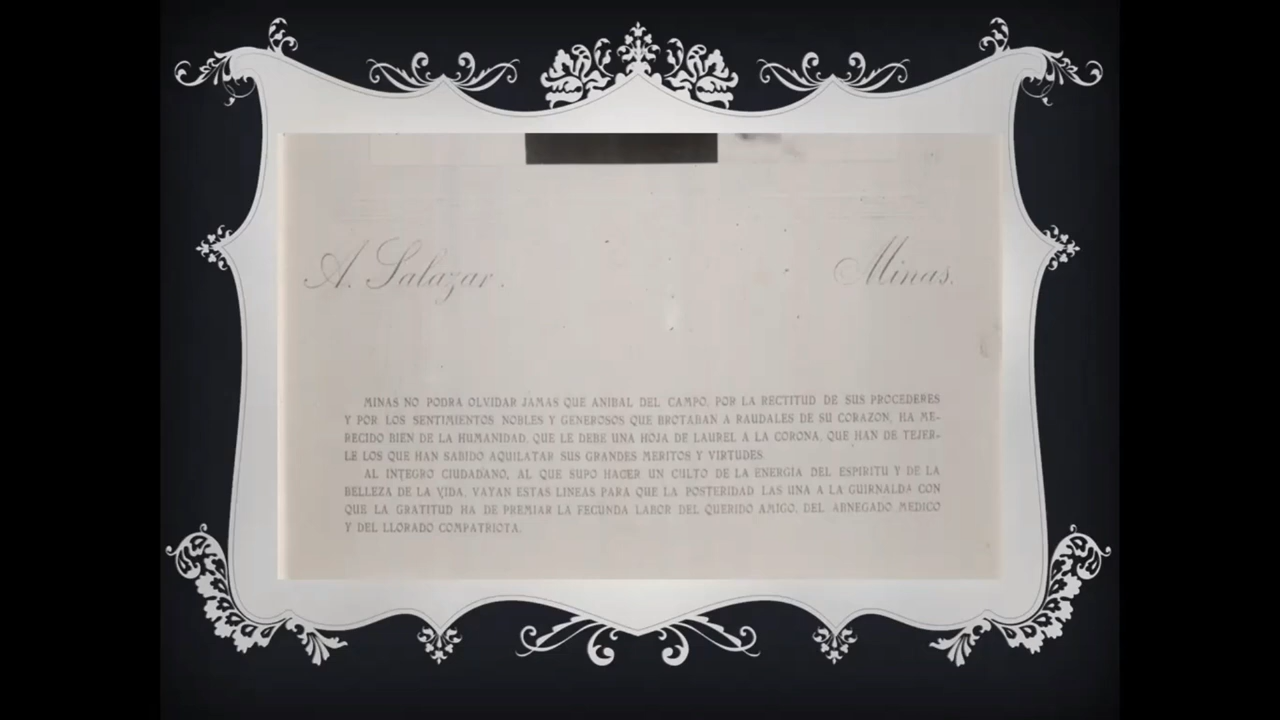 A. Salazar. Minas.
MINAS NO PODRA OLVIDAR JAMAS QUE ANIBAL DEL CAMPO, POR LA RECTITUD DE SUS PROCEDERES
Y POR LOS SENTIMIENTOS NOBLES Y GENEROSOS QUE BROTABAN A RAUDALES DE SU CORAZON, HA ME-
RECIDO BIEN DE LA HUMANIDAD, QUE LE DEBE UNA HOJA DE LAUREL A LA CORONA, QUE HAN DE TEJER-
LE LOS QUE HAN SABIDO AQUILATAR SUS GRANDES MERITOS Y VIRTUDES.
AL INTEGRO CIUDADANO, AL QUE SUPO HACER UN CULTO DE LA ENERGIA DEL ESPIRITU Y DE LA
BELLEZA DE LA VIDA, VAYAN ESTAS LINEAS PARA QUE LA POSTERIDAD LAS UNA A LA GUIRNALDA CON
QUE LA GRATITUD HA DE PREMIAR LA FECUNDA LABOR DEL QUERIDO AMIGO, DEL ABNEGADO MEDICO
Y DEL LLORADO COMPATRIOTA.